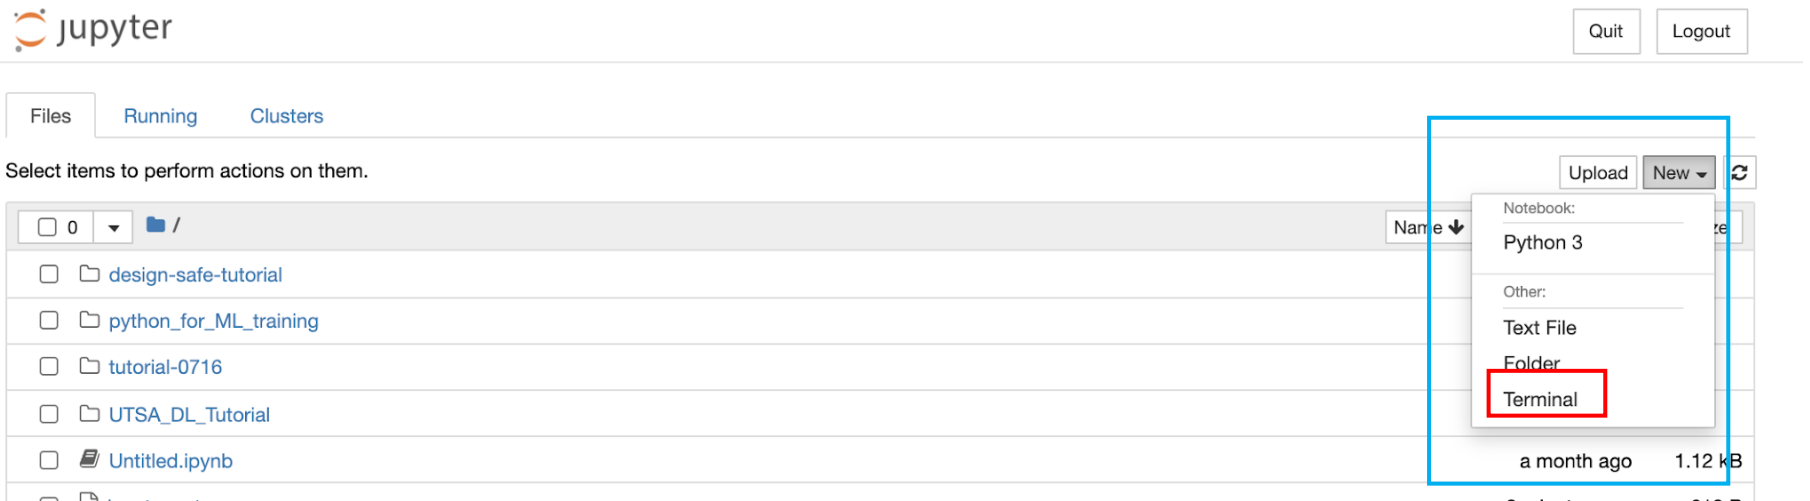 jupyter
Quit Logout
Files Running Clusters
Select items to perform actions on them.
Upload New
0 /
Name
Notebook:
Python 3
design-safe-tutorial
Other:
python_for_ML_training
Text File
tutorial-0716
Folder
Terminal
UTSA_DL_Tutorial
Untitled.ipynb a month ago 1.12 kB